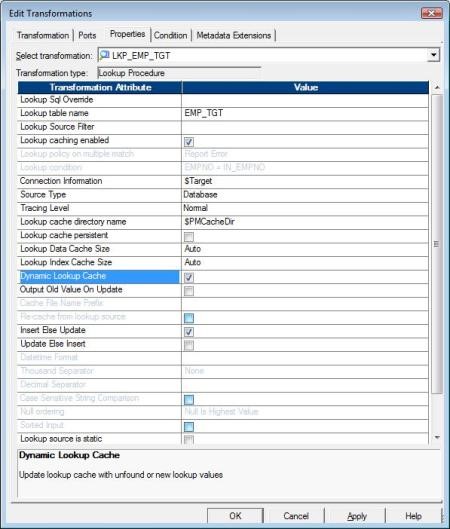 Edit Transformations
Transformation Ports Properties Condition Metadata Extensions
Select transformation: LKP_EMP_TGT
Transformation type: Lookup Procedure
Transformation Attribute Value
Lookup Sql Override
Lookup table name EMP_TGT
Lookup Source Filter
Lookup caching enabled
Lookup policy on multiple match Report Error
Lookup condition EMPNO = IN_EMPNO
Connection Information $Target
Source Type Database
Tracing Level Normal
Lookup cache directory name $PMCacheDir
Lookup cache persistent
Lookup Data Cache Size Auto
Lookup Index Cache Size Auto
Dynamic Lookup Cache
Output Old Value On Update
Cache File Name Prefix
Re-cache from lookup source
Insert Else Update
Update Else Insert
Datetime Format
Thousand Separator None
Decimal Separator
Case Sensitive String Comparison
Null ordering Null Is Highest Value
Sorted Input
Lookup source is static
Dynamic Lookup Cache
Update lookup cache with unfound or new lookup values
OK Cancel Apply Help